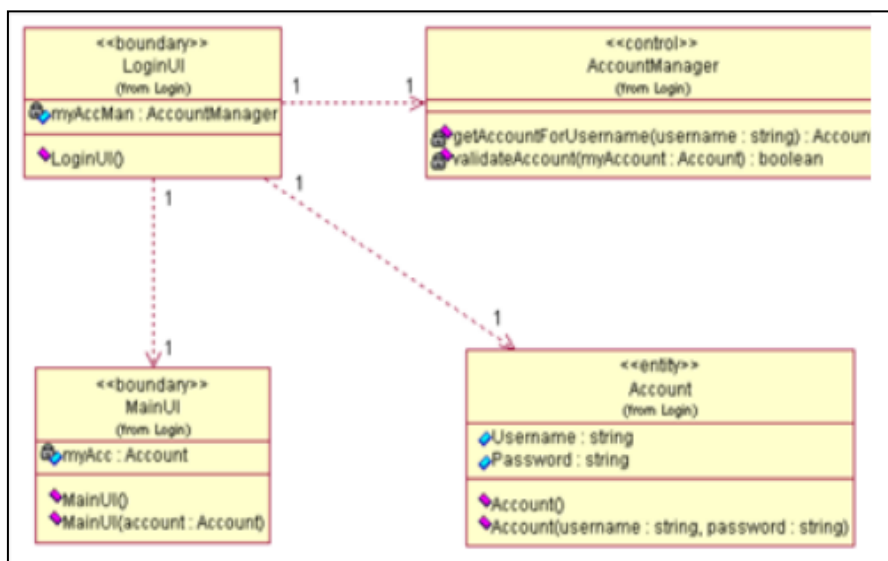 <<boundary>>
LoginUI
(from Login)
myAccMan : AccountManager
LoginUI()
<<control>>
AccountManager
(from Login)
getAccountForUsername(username : string) : Account
validateAccount(myAccount : Account) : boolean
1
1
1
1
1
1
<<boundary>>
MainUI
(from Login)
myAcc : Account
MainUI()
MainUI(account : Account)
<<entity>>
Account
(from Login)
Username : string
Password : string
Account()
Account(username : string, password : string)